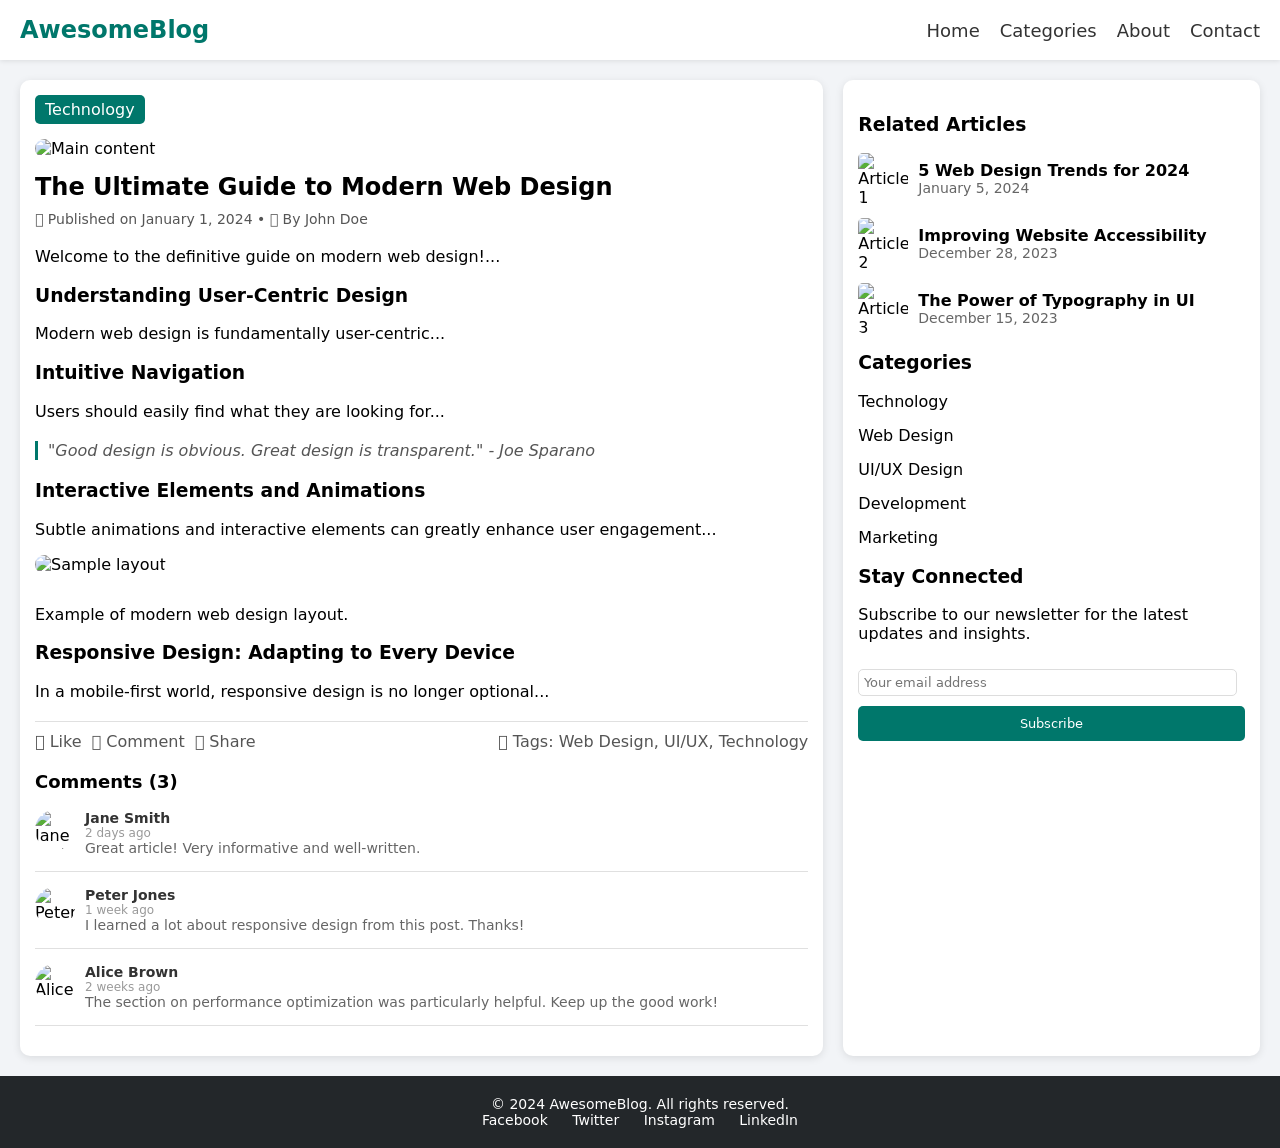 AwesomeBlog
Home Categories About Contact
Technology
Main content
The Ultimate Guide to Modern Web Design
Published on January 1, 2024 • By John Doe
Welcome to the definitive guide on modern web design!...
Understanding User-Centric Design
Modern web design is fundamentally user-centric...
Intuitive Navigation
Users should easily find what they are looking for...
"Good design is obvious. Great design is transparent." - Joe Sparano
Interactive Elements and Animations
Subtle animations and interactive elements can greatly enhance user engagement...
Sample layout
Example of modern web design layout.
Responsive Design: Adapting to Every Device
In a mobile-first world, responsive design is no longer optional...
Like Comment Share
Tags: Web Design, UI/UX, Technology
Comments (3)
Jane
Jane Smith
2 days ago
Great article! Very informative and well-written.
Peter
Peter Jones
1 week ago
I learned a lot about responsive design from this post. Thanks!
Alice
Alice Brown
2 weeks ago
The section on performance optimization was particularly helpful. Keep up the good work!
Related Articles
Article
1
5 Web Design Trends for 2024
January 5, 2024
Article
2
Improving Website Accessibility
December 28, 2023
Article
3
The Power of Typography in UI
December 15, 2023
Categories
Technology
Web Design
UI/UX Design
Development
Marketing
Stay Connected
Subscribe to our newsletter for the latest
updates and insights.
Your email address
Subscribe
© 2024 AwesomeBlog. All rights reserved.
Facebook Twitter Instagram LinkedIn